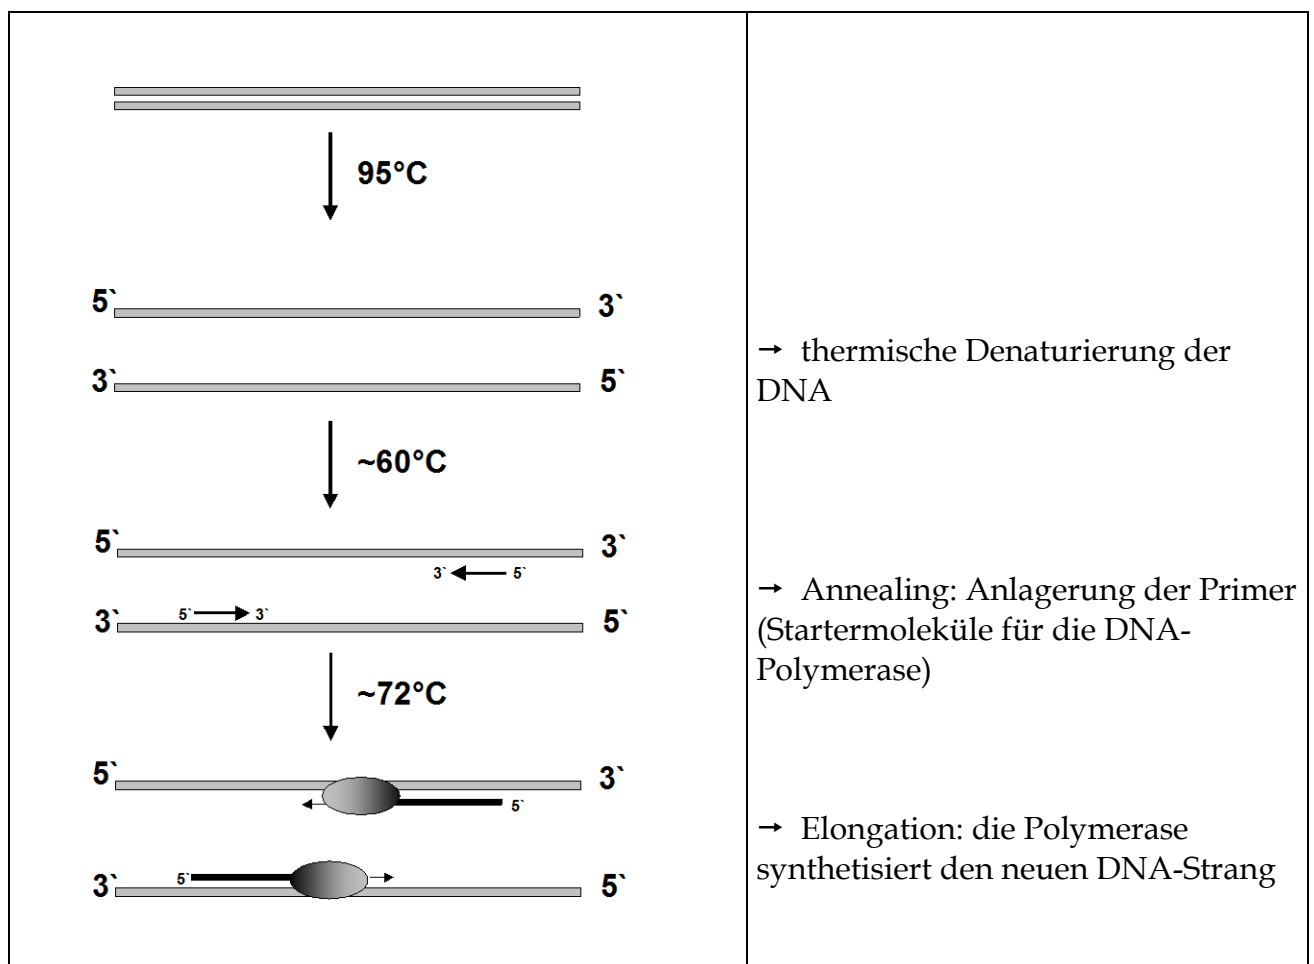 95°C
5` 3`
→ thermische Denaturierung der
DNA
3` 5`
~60°C
5` 3`
3` 5`
→ Annealing: Anlagerung der Primer
(Startermoleküle für die DNA-
Polymerase)
5` 3`
3` 5`
~72°C
5` 3`
5`
→ Elongation: die Polymerase
synthetisiert den neuen DNA-Strang
5`
3` 5`